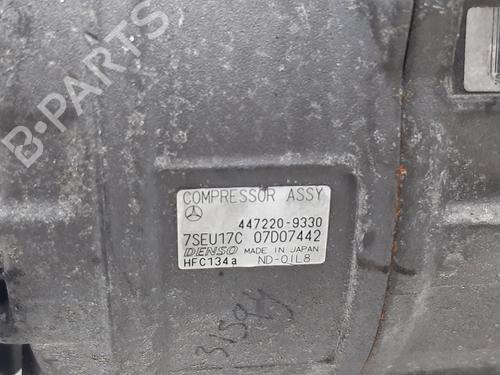 B-PARTS
COMPRESSOR ASSY
447220-9330
7SEU17C 07D07442
DENSO MADE IN JAPAN
HFC134a ND-OIL8